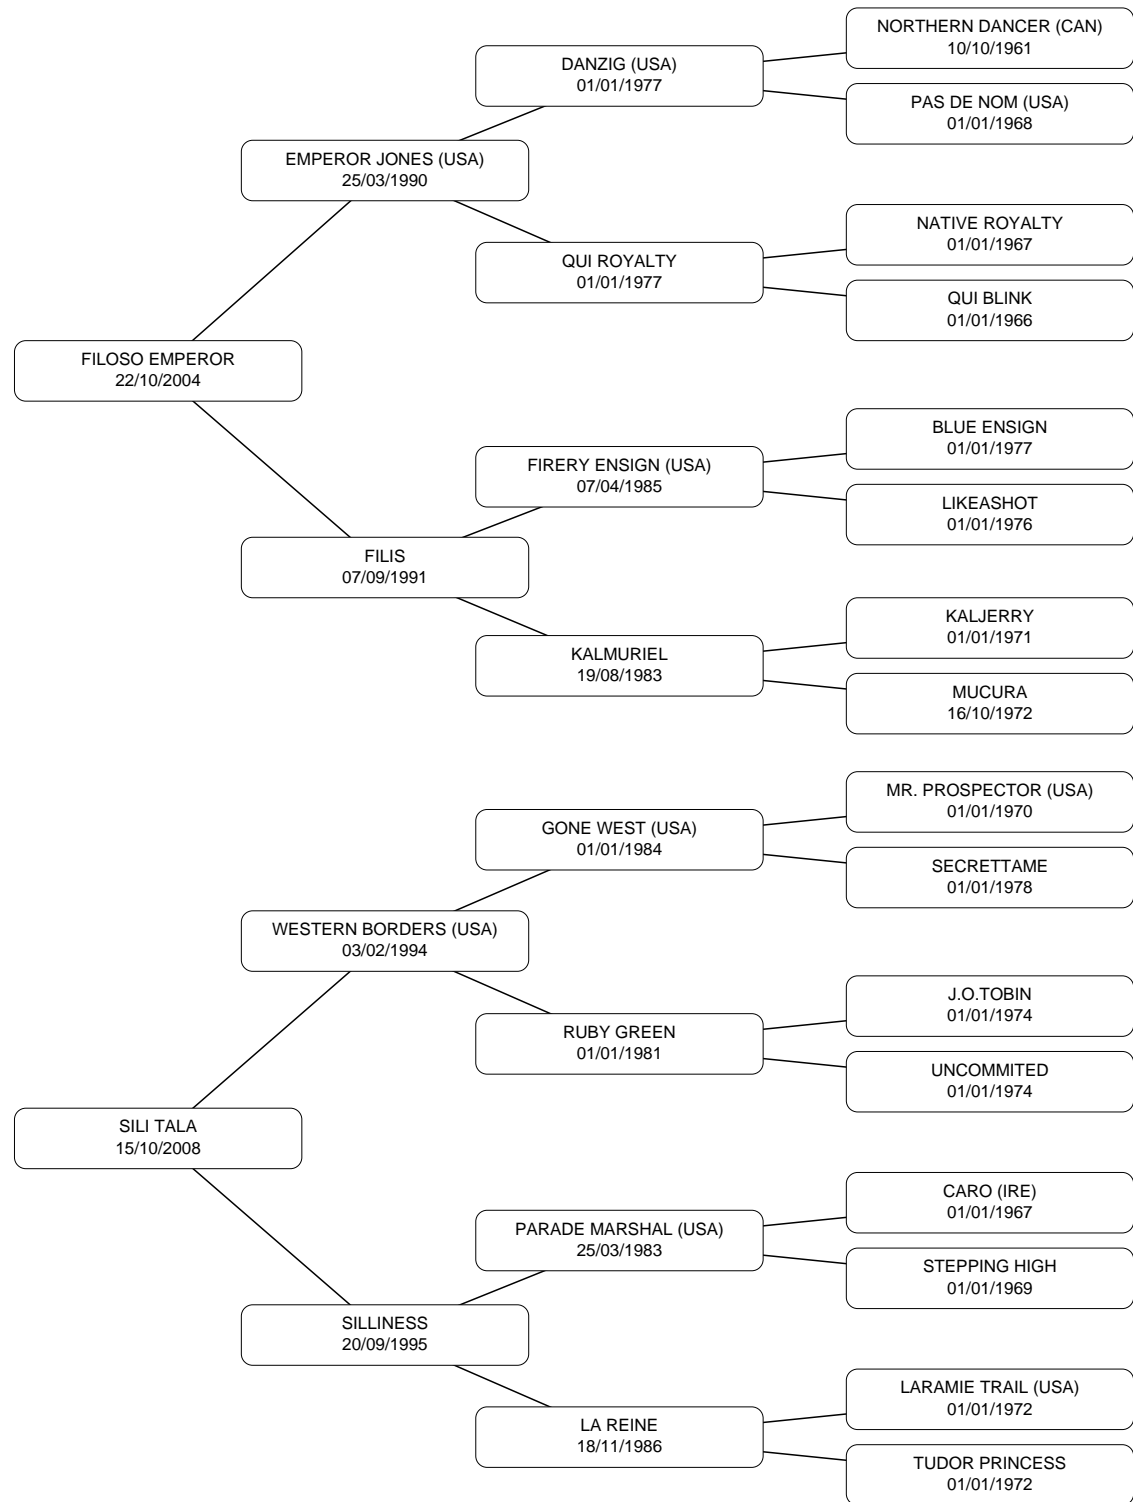 NORTHERN DANCER (CAN)
10/10/1961
DANZIG (USA)
01/01/1977
PAS DE NOM (USA)
01/01/1968
EMPEROR JONES (USA)
25/03/1990
NATIVE ROYALTY
01/01/1967
QUI ROYALTY
01/01/1977
QUI BLINK
01/01/1966
FILOSO EMPEROR
22/10/2004
BLUE ENSIGN
01/01/1977
FIRERY ENSIGN (USA)
07/04/1985
LIKEASHOT
01/01/1976
FILIS
07/09/1991
KALJERRY
01/01/1971
KALMURIEL
19/08/1983
MUCURA
16/10/1972
MR. PROSPECTOR (USA)
01/01/1970
GONE WEST (USA)
01/01/1984
SECRETTAME
01/01/1978
WESTERN BORDERS (USA)
03/02/1994
J.O.TOBIN
01/01/1974
RUBY GREEN
01/01/1981
UNCOMMITED
01/01/1974
SILI TALA
15/10/2008
CARO (IRE)
01/01/1967
PARADE MARSHAL (USA)
25/03/1983
STEPPING HIGH
01/01/1969
SILLINESS
20/09/1995
LARAMIE TRAIL (USA)
01/01/1972
LA REINE
18/11/1986
TUDOR PRINCESS
01/01/1972